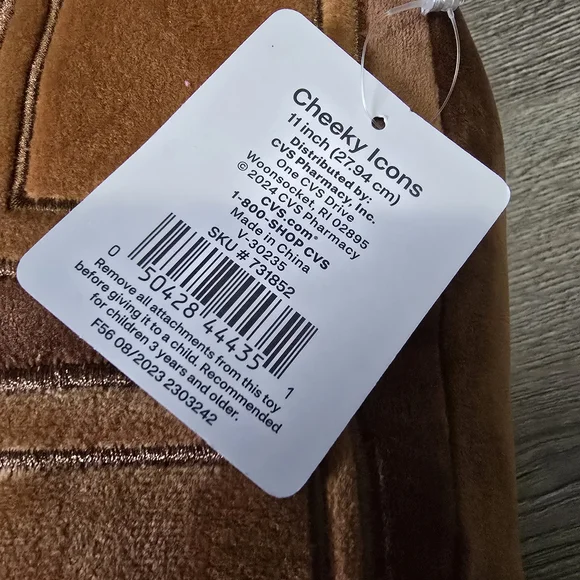 Cheeky Icons
11 inch (27.94 cm)
Distributed by:
CVS Pharmacy, Inc.
One CVS Drive
Woonsocket, RI 02895
© 2024 CVS Pharmacy
CVS.com®
1-800-SHOP CVS
Made in China
V-30235
SKU # 731852
0 50428 44435 1
Remove all attachments from this toy
before giving it to a child. Recommended
for children 3 years and older.
F56 06/2023 2303242